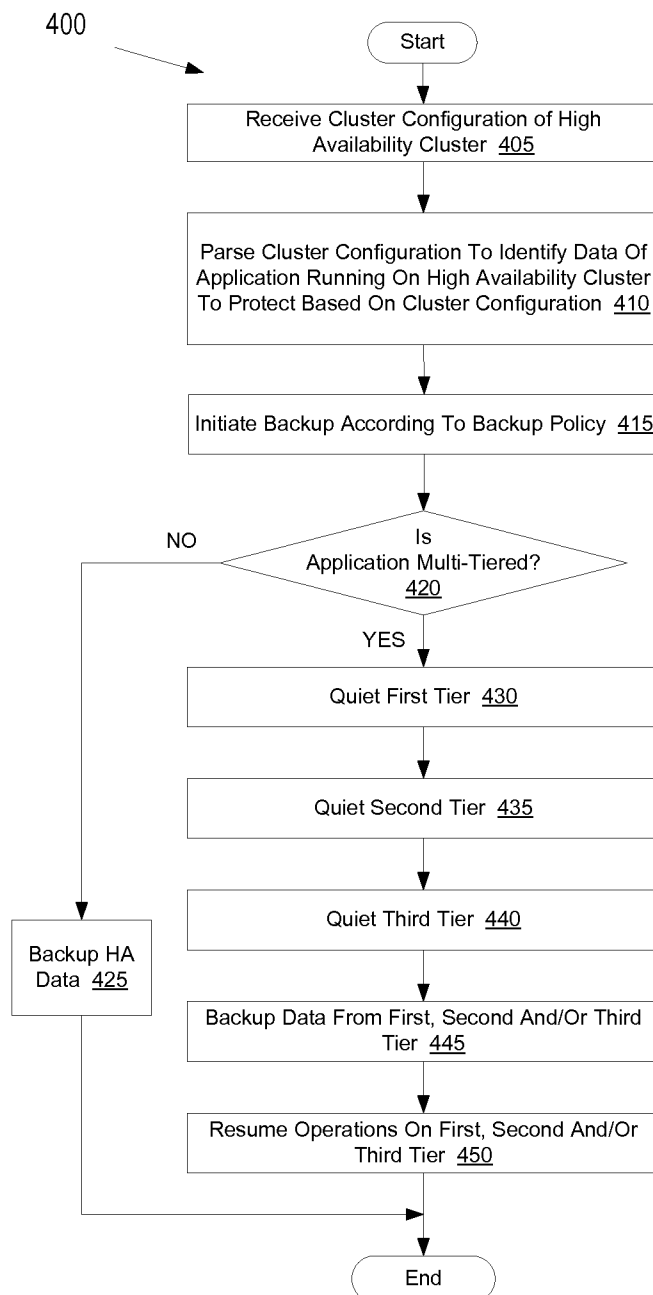 400
Start
Receive Cluster Configuration of High
Availability Cluster 405
Parse Cluster Configuration To Identify Data Of
Application Running On High Availability Cluster
To Protect Based On Cluster Configuration 410
Initiate Backup According To Backup Policy 415
Is
Application Multi-Tiered?
420
NO
YES
Quiet First Tier 430
Quiet Second Tier 435
Quiet Third Tier 440
Backup HA
Data 425
Backup Data From First, Second And/Or Third
Tier 445
Resume Operations On First, Second And/Or
Third Tier 450
End